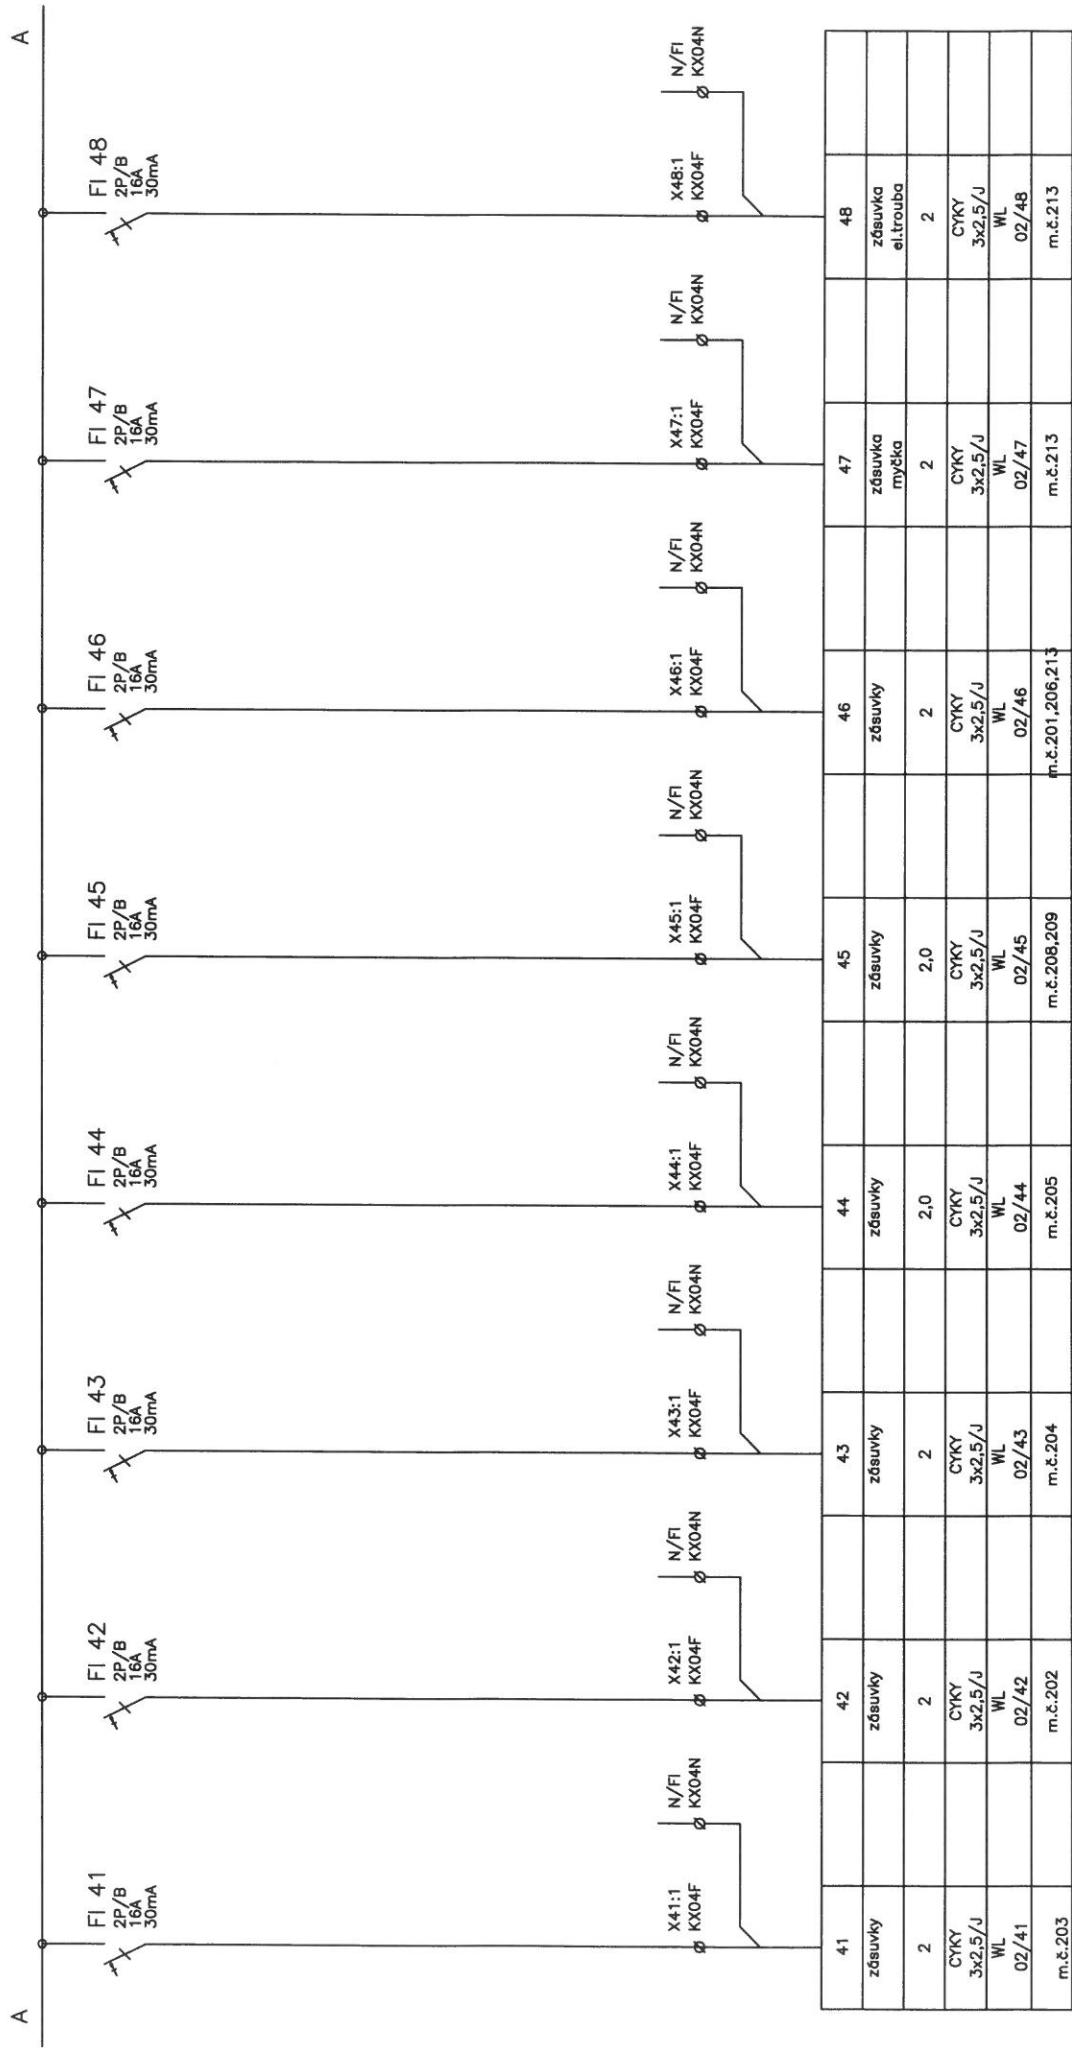 A
A
FI 41
2P/B
16A
30mA
FI 42
2P/B
16A
30mA
FI 43
2P/B
16A
30mA
FI 44
2P/B
16A
30mA
FI 45
2P/B
16A
30mA
FI 46
2P/B
16A
30mA
FI 47
2P/B
16A
30mA
FI 48
2P/B
16A
30mA
X41:1
KX04F
N/FI
KX04N
X42:1
KX04F
N/FI
KX04N
X43:1
KX04F
N/FI
KX04N
X44:1
KX04F
N/FI
KX04N
X45:1
KX04F
N/FI
KX04N
X46:1
KX04F
N/FI
KX04N
X47:1
KX04F
N/FI
KX04N
X48:1
KX04F
N/FI
KX04N
41 42 43 44 45 46 47 48
zásuvky zásuvky zásuvky zásuvky zásuvky zásuvky zásuvka zásuvka
myčka el.trouba
2 2 2 2,0 2,0 2 2 2
CYKY CYKY CYKY CYKY CYKY CYKY CYKY CYKY
3x2,5/J 3x2,5/J 3x2,5/J 3x2,5/J 3x2,5/J 3x2,5/J 3x2,5/J 3x2,5/J
WL WL WL WL WL WL WL WL
02/41 02/42 02/43 02/44 02/45 02/46 02/47 02/48
m.č.203 m.č.202 m.č.204 m.č.205 m.č.208,209 m.č.201,206,213 m.č.213 m.č.213